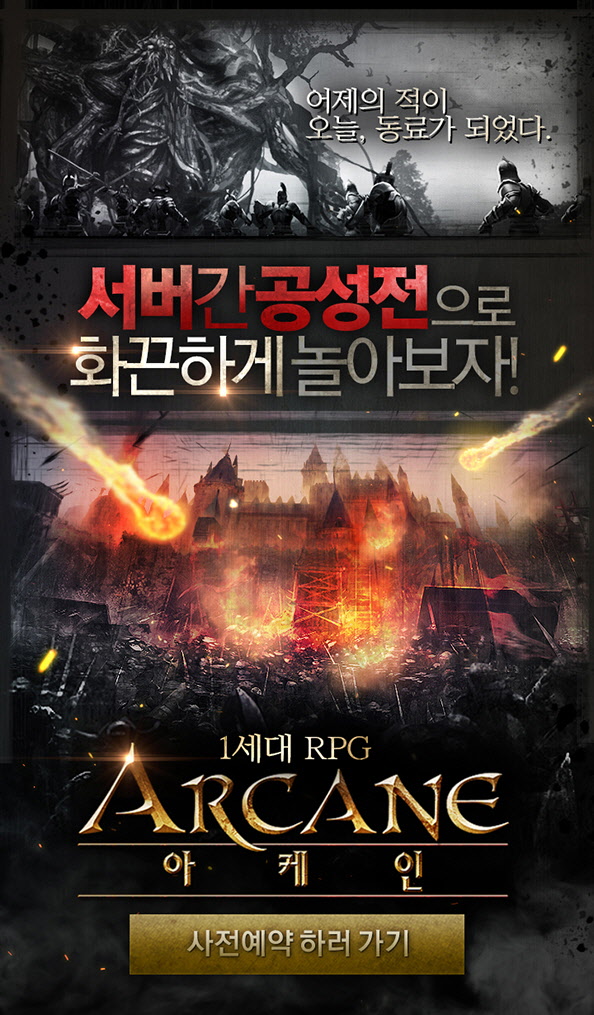 어제의 적이
오늘, 동료가 되었다.
서버간 공성전으로
화끈하게 놀아보자!
1세대 RPG
ARCANE
아케인
사전예약 하러 가기